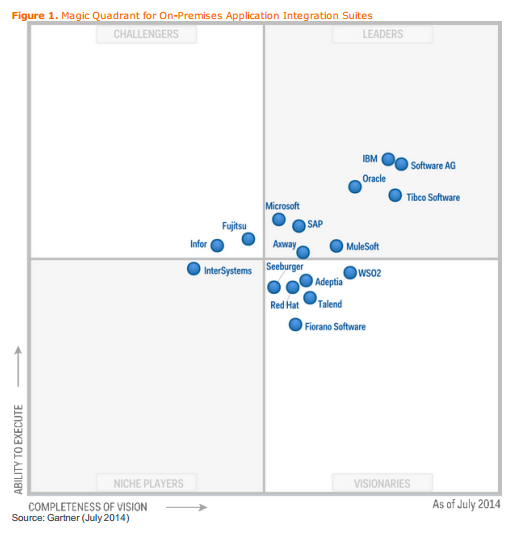 Figure 1. Magic Quadrant for On-Premises Application Integration Suites
CHALLENGERS
LEADERS
IBM
Software AG
Oracle
Tibco Software
Microsoft
SAP
Fujitsu
Infor
Axway
MuleSoft
InterSystems
Seeburger
WSO2
Adeptia
Red Hat
Talend
Fiorano Software
ABILITY TO EXECUTE
NICHE PLAYERS
VISIONARIES
COMPLETENESS OF VISION
As of July 2014
Source: Gartner (July 2014)